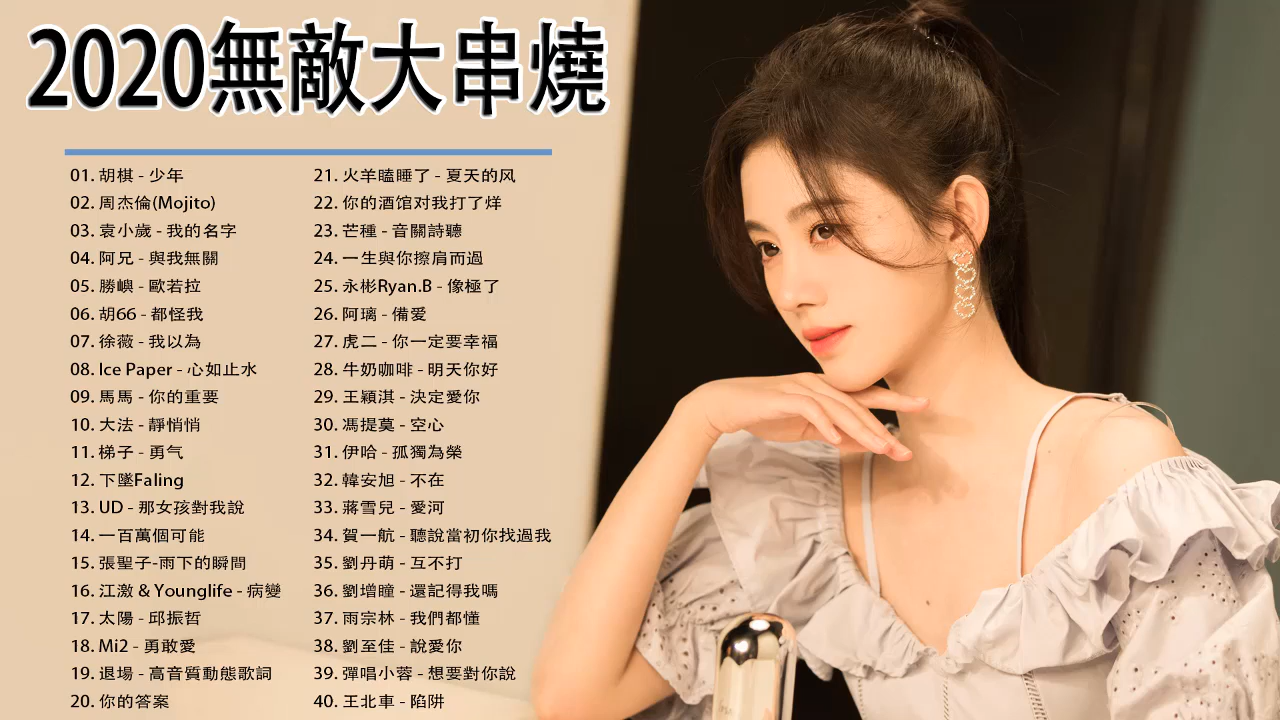 2020無敵大串燒
01. 胡棋 - 少年
02. 周杰倫(Mojito)
03. 袁小葳 - 我的名字
04. 阿兄 - 與我無關
05. 勝嶼 - 歐若拉
06. 胡66 - 都怪我
07. 徐薇 - 我以為
08. Ice Paper - 心如止水
09. 馬馬 - 你的重要
10. 大法 - 靜悄悄
11. 梯子 - 勇气
12. 下墜Faling
13. UD - 那女孩對我說
14. 一百萬個可能
15. 張聖子-雨下的瞬間
16. 江激 & Younglife - 病變
17. 太陽 - 邱振哲
18. Mi2 - 勇敢愛
19. 退場 - 高音質動態歌詞
20. 你的答案
21. 火羊瞌睡了 - 夏天的风
22. 你的酒馆对我打了烊
23. 芒種 - 音關詩聽
24. 一生與你擦肩而過
25. 永彬Ryan.B - 像極了
26. 阿璃 - 備愛
27. 虎二 - 你一定要幸福
28. 牛奶咖啡 - 明天你好
29. 王穎淇 - 決定愛你
30. 馮提莫 - 空心
31. 伊哈 - 孤獨為榮
32. 韓安旭 - 不在
33. 蔣雪兒 - 愛河
34. 賀一航 - 聽說當初你找過我
35. 劉丹萌 - 互不打
36. 劉增瞳 - 還記得我嗎
37. 雨宗林 - 我們都懂
38. 劉至佳 - 說愛你
39. 彈唱小蓉 - 想要對你說
40. 王北車 - 陷阱